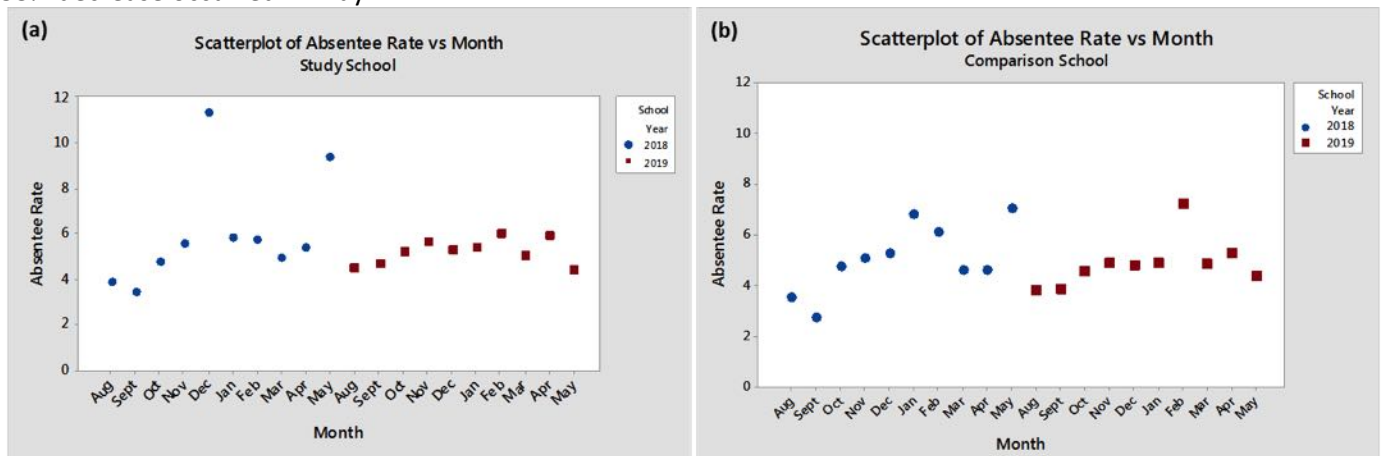 (a)
Scatterplot of Absentee Rate vs Month
Study School
12
10
8
6
4
2
0
Absentee Rate
Aug Sept Oct Nov Dec Jan Feb Mar Apr May Aug Sept Oct Nov Dec Jan Feb Mar Apr May
Month
School
Year
2018
2019
(b)
Scatterplot of Absentee Rate vs Month
Comparison School
12
10
8
6
4
2
0
Absentee Rate
Aug Sept Oct Nov Dec Jan Feb Mar Apr May Aug Sept Oct Nov Dec Jan Feb Mar Apr May
Month
School
Year
2018
2019